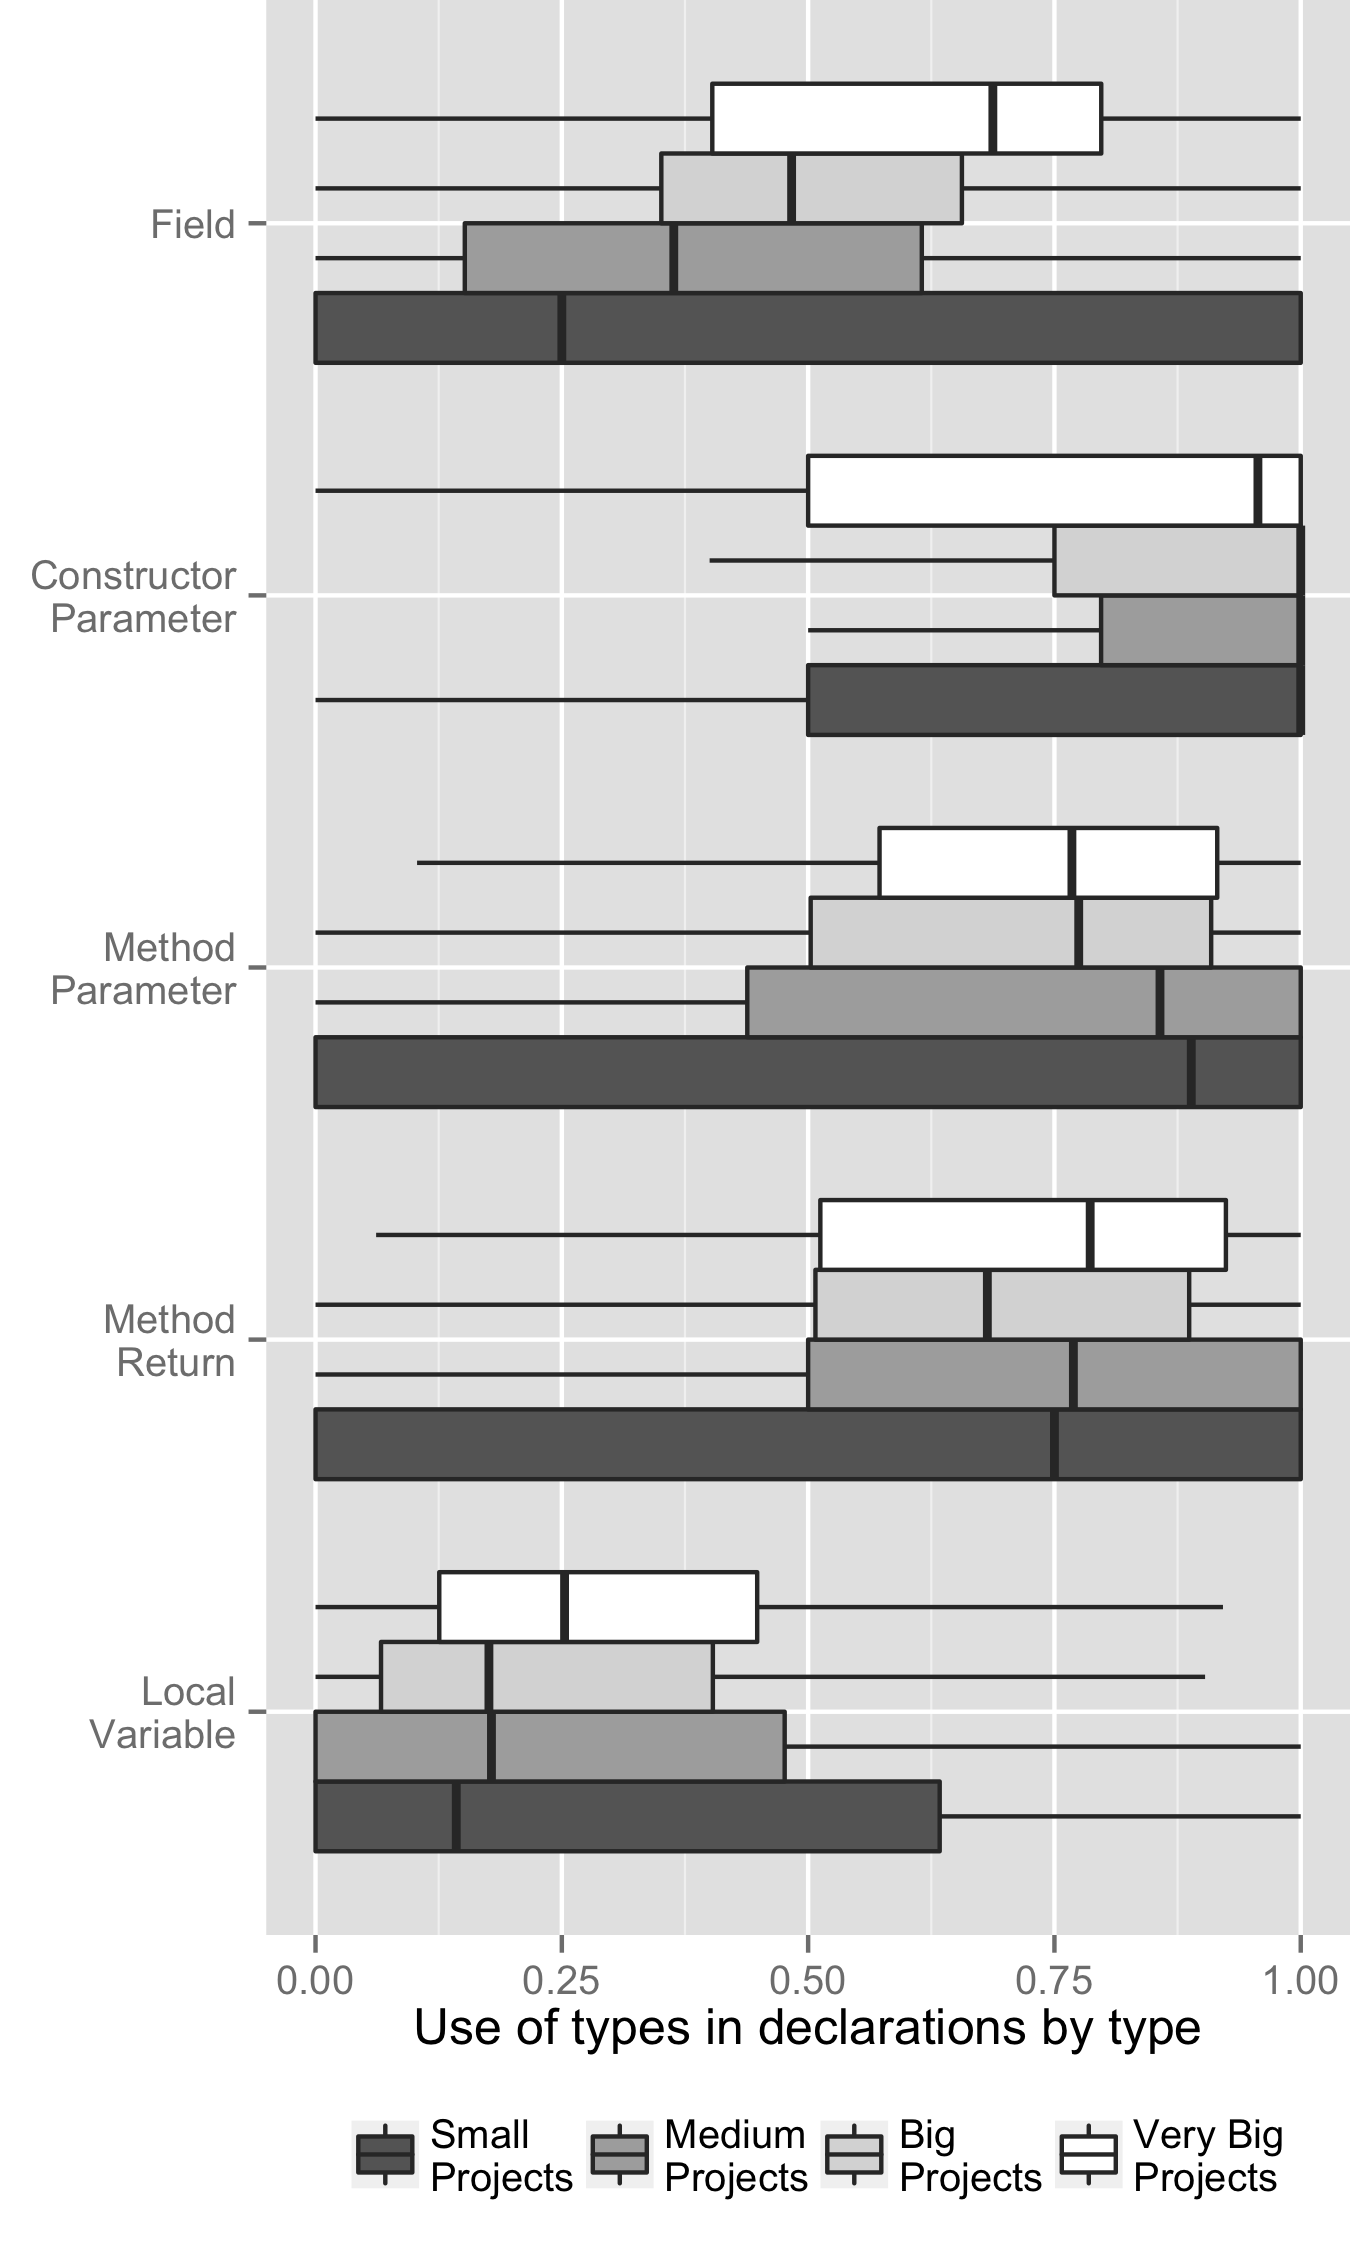 Field
Constructor
Parameter
Method
Parameter
Method
Return
Local
Variable
0.00 0.25 0.50 0.75 1.00
Use of types in declarations by type
Small Medium Big Very Big
Projects Projects Projects Projects